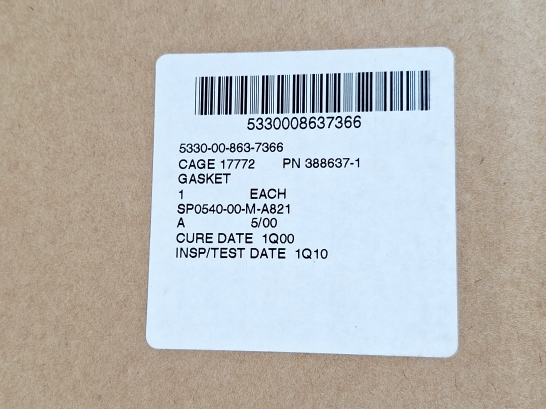 5330008637366
5330-00-863-7366
CAGE 17772 PN 388637-1
GASKET
1 EACH
SP0540-00-M-A821
A 5/00
CURE DATE 1Q00
INSP/TEST DATE 1Q10